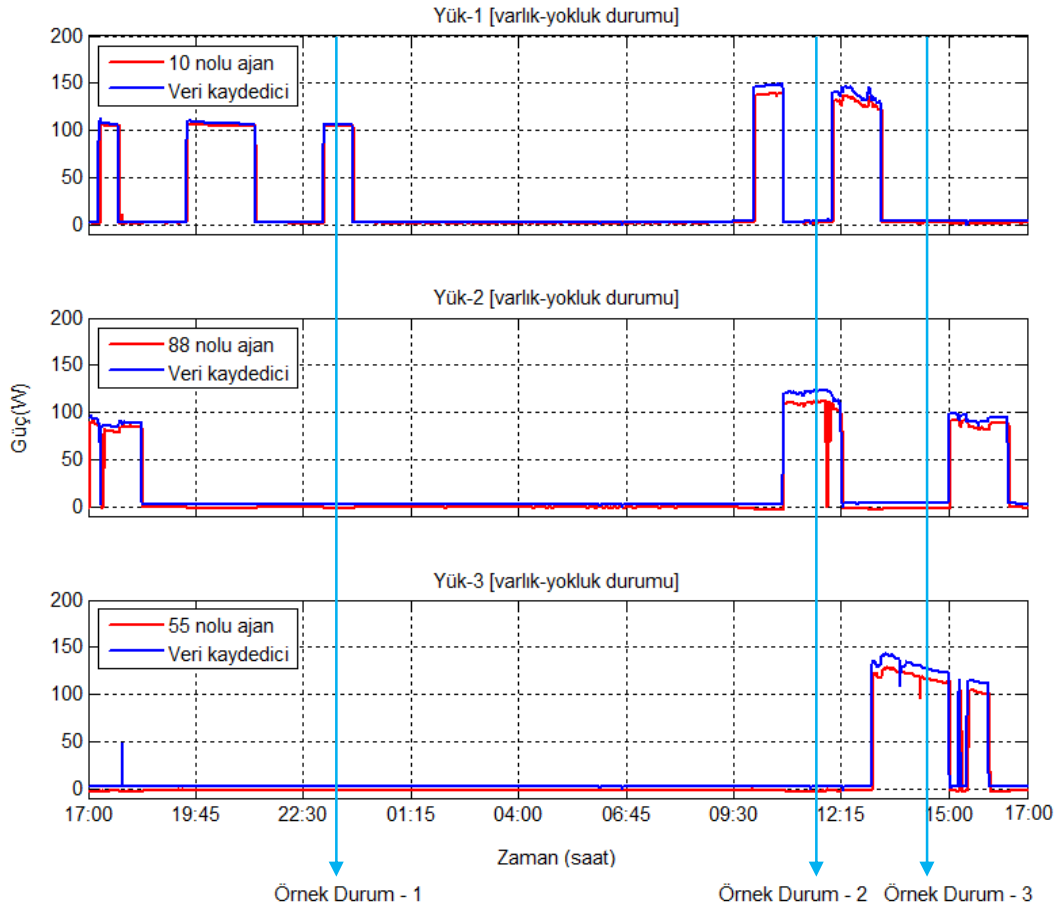 Yük-1 [varlık-yokluk durumu]
200
150
100
50
0
10 nolu ajan
Veri kaydedici
Yük-2 [varlık-yokluk durumu]
200
150
100
50
0
88 nolu ajan
Veri kaydedici
Güç(W)
Yük-3 [varlık-yokluk durumu]
200
150
100
50
0
55 nolu ajan
Veri kaydedici
17:00 19:45 22:30 01:15 04:00 06:45 09:30 12:15 15:00 17:00
Zaman (saat)
Örnek Durum - 1 Örnek Durum - 2 Örnek Durum - 3